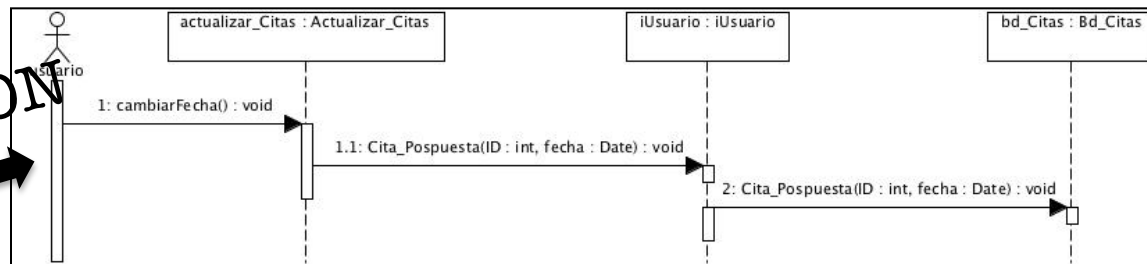 actualizar_Citas : Actualizar_Citas
iUsuario : iUsuario
bd_Citas : Bd_Citas
usuario
1: cambiarFecha() : void
1.1: Cita_Pospuesta(ID : int, fecha : Date) : void
2: Cita_Pospuesta(ID : int, fecha : Date) : void